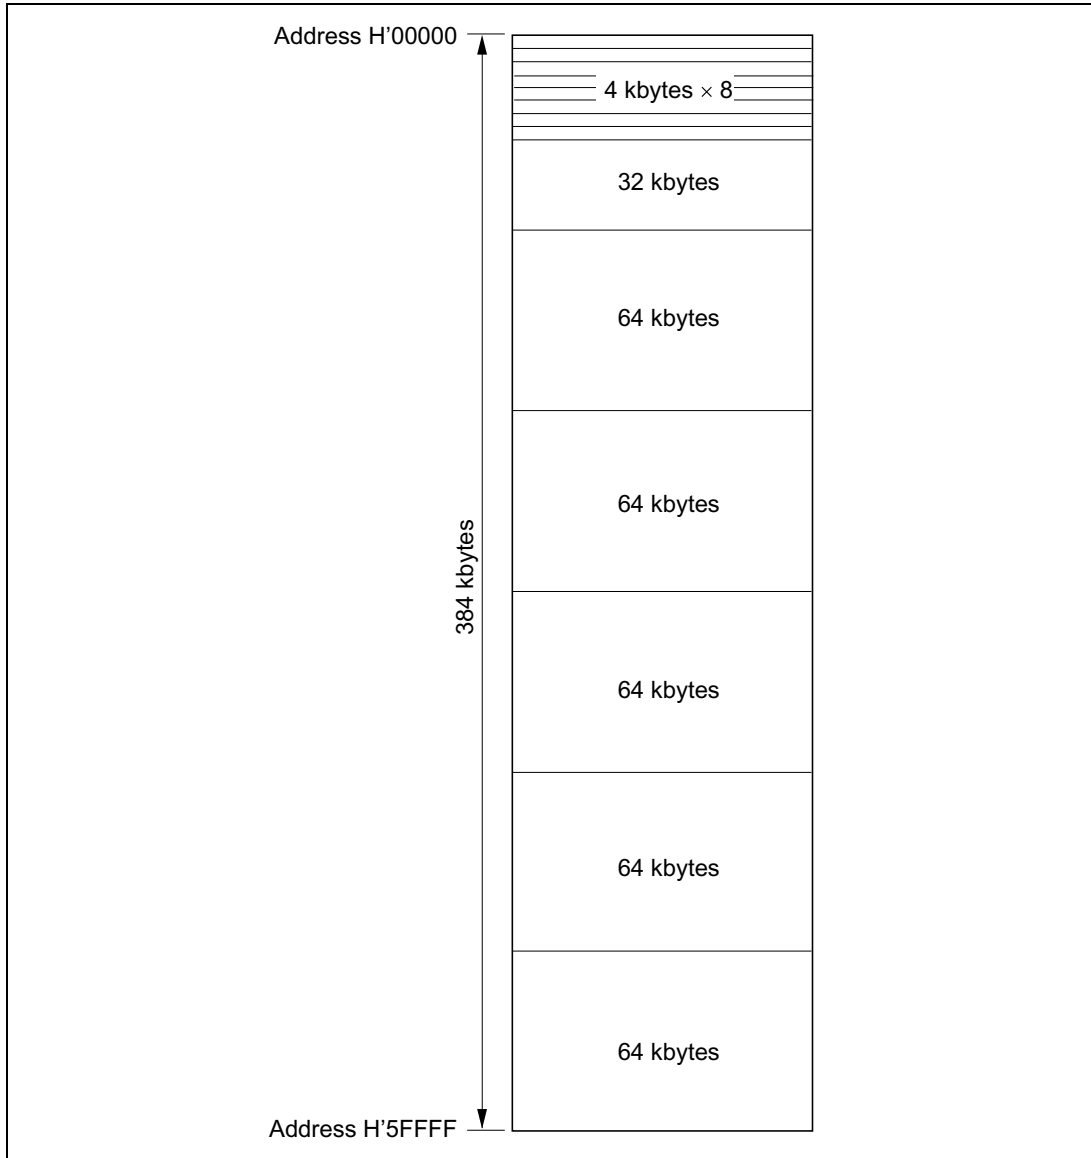 Address H’00000
4 kbytes × 8
32 kbytes
64 kbytes
64 kbytes
384 kbytes
64 kbytes
64 kbytes
64 kbytes
Address H’5FFFF